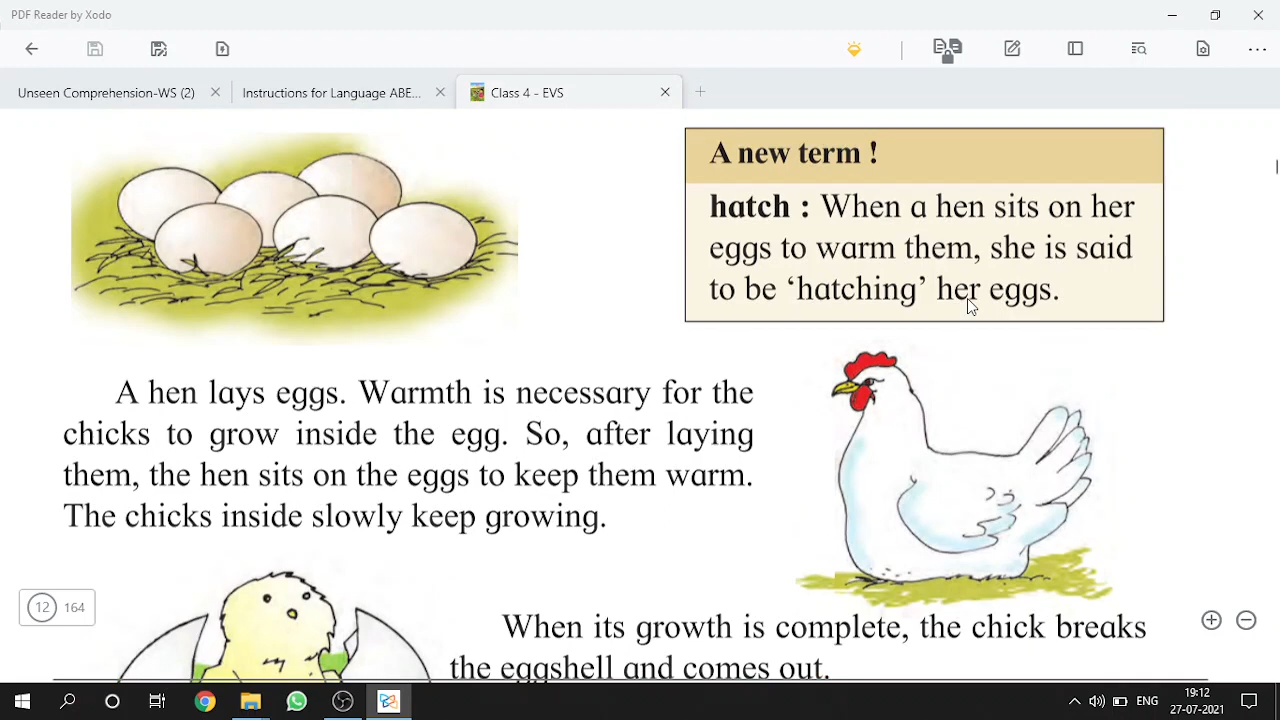 PDF Reader by Xodo
Unseen Comprehension-WS (2)
Instructions for Language ABE...
Class 4 - EVS
A new term !
hatch : When a hen sits on her
eggs to warm them, she is said
to be ‘hatching’ her eggs.
A hen lays eggs. Warmth is necessary for the
chicks to grow inside the egg. So, after laying
them, the hen sits on the eggs to keep them warm.
The chicks inside slowly keep growing.
12 164
When its growth is complete, the chick breaks
the eggshell and comes out.
ENG
19:12
27-07-2021